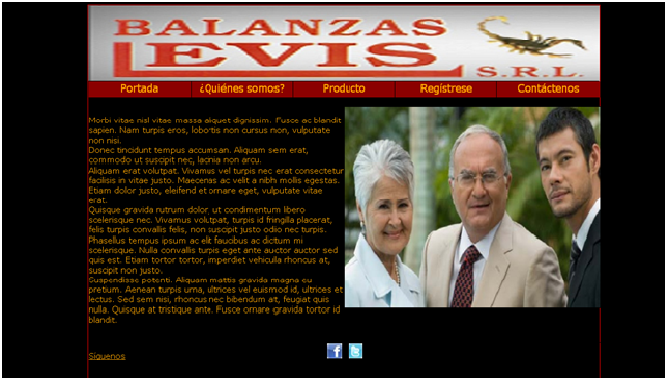 BALANZAS
LEVIS
S.R.L.
Portada ¿Quiénes somos? Producto Regístrese Contáctenos
Morbi vitae nisl vitae massa aliquet dignissim. Fusce ac blandit
sapien. Nam turpis eros, lobortis non cursus non, vulputate
non nisi.
Donec tincidunt tempus accumsan. Aliquam sem erat,
commodo ut suscipit nec, lacinia non arcu.
Aliquam erat volutpat. Vivamus vel turpis nec erat consectetur
facilisis in vitae justo. Maecenas ac velit a nibh mollis egestas.
Etiam dolor justo, eleifend et ornare eget, vulputate vitae
erat.
Quisque gravida rutrum dolor, ut condimentum libero
scelerisque nec. Vivamus volutpat, turpis id fringilla placerat,
felis turpis convallis felis, non suscipit justo odio nec turpis.
Phasellus tempus ipsum ac elit faucibus ac dictum mi
scelerisque. Nulla convallis turpis eget ante auctor auctor sed
quis est. Etiam tortor tortor, imperdiet vehicula rhoncus at,
suscipit non justo.
Suspendisse potenti. Aliquam mattis gravida magna eu
pretium. Aenean turpis urna, ultrices vel euismod id, ultrices et
lectus. Sed sem nisi, rhoncus nec bibendum at, feugiat quis
nulla. Quisque at tristique ante. Fusce ornare gravida tortor id
blandit.
Síguenos